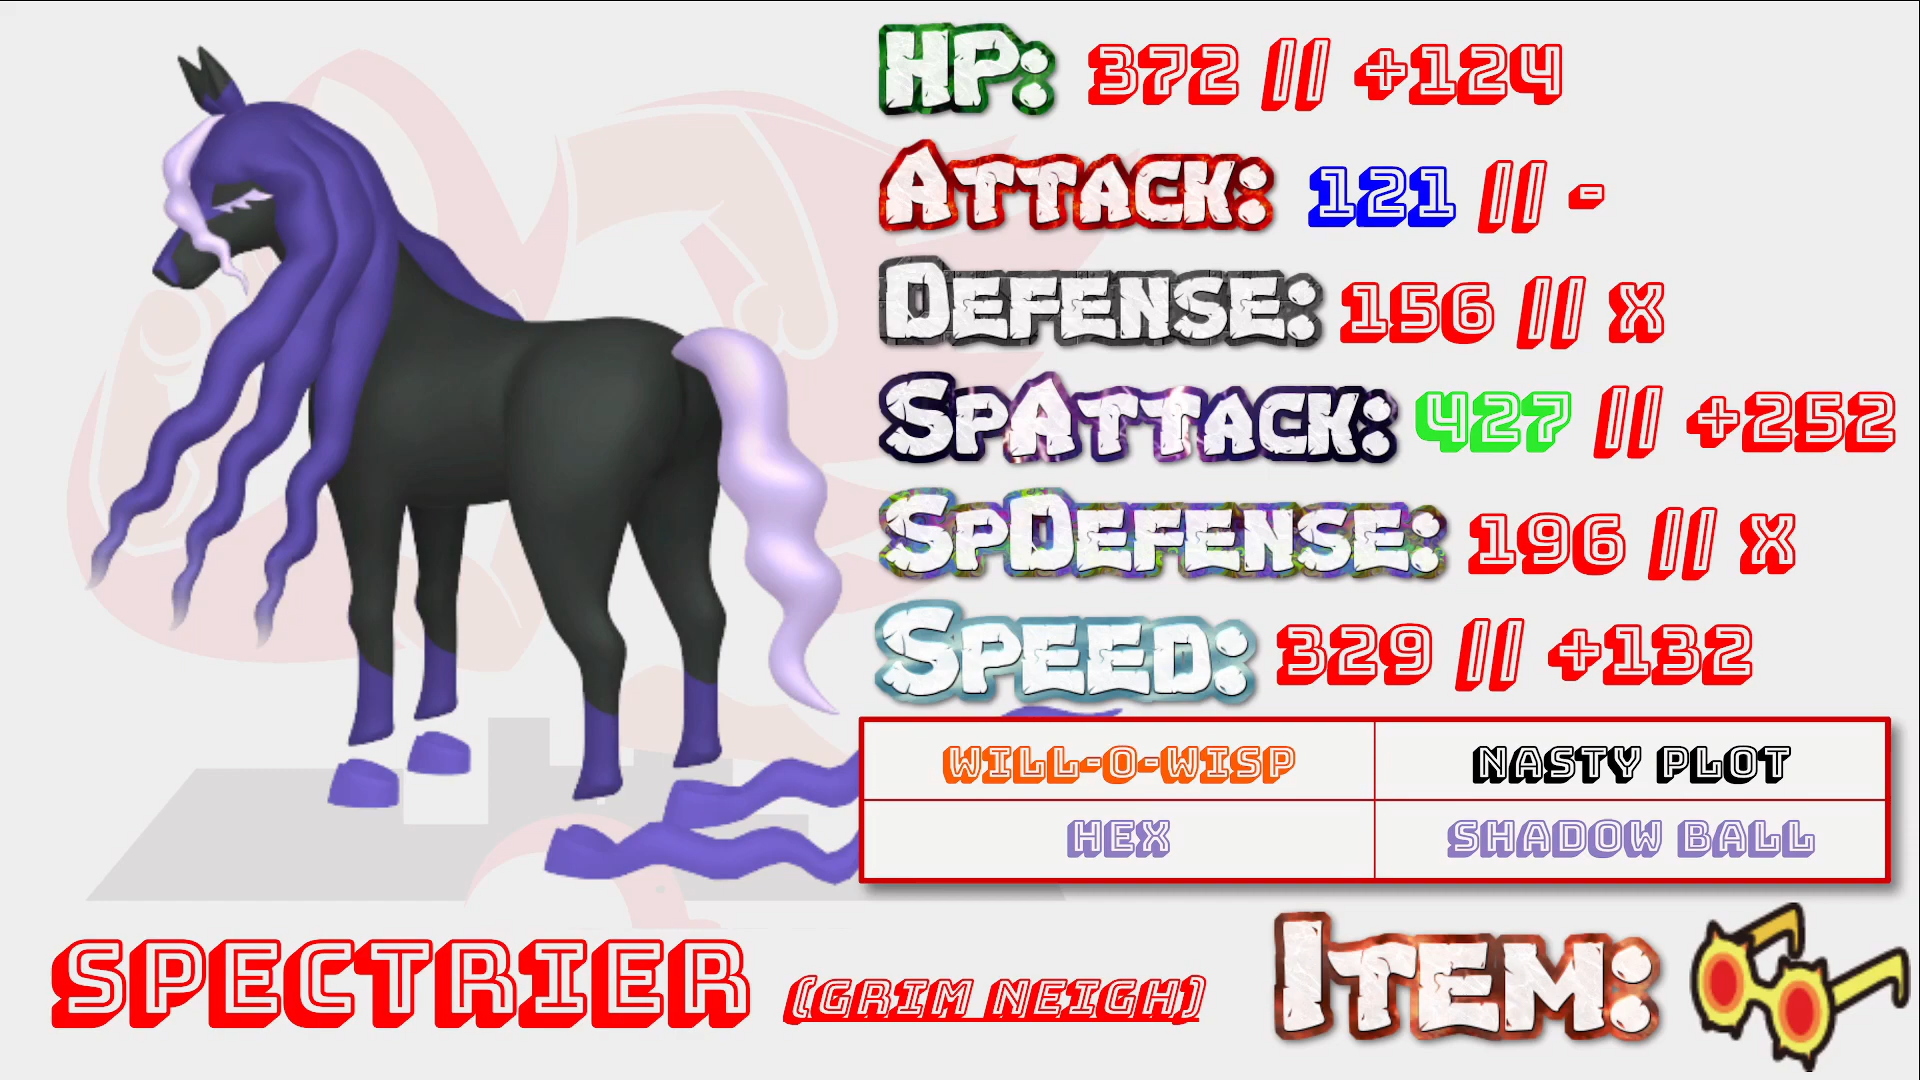 HP: 372 // +124
ATTACK: 121 // -
DEFENSE: 156 // X
SPATTACK: 427 // +252
SPDEFENSE: 196 // X
SPEED: 329 // +132
WILL-O-WISP NASTY PLOT
HEX SHADOW BALL
SPECTRIER (GRIM NEIGH) ITEM: